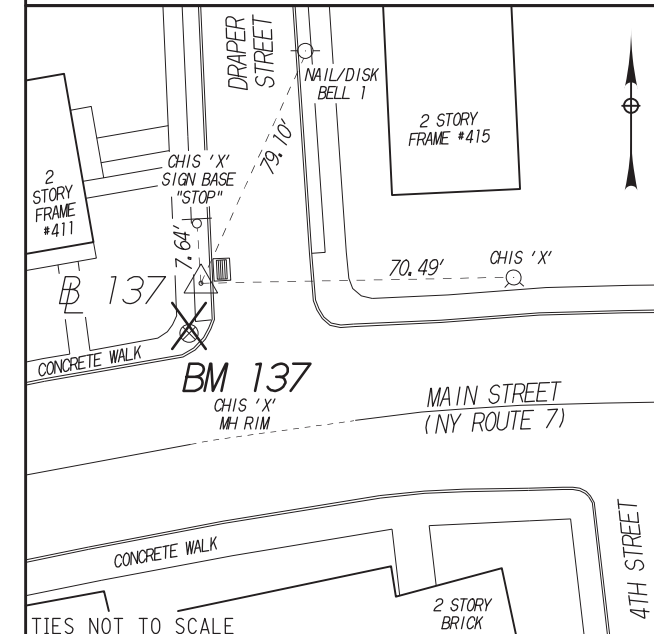 DRAPER
STREET
NAIL/DISK
BELL 1
2 STORY
FRAME #415
79.10'
CHIS 'X'
SIGN BASE
"STOP"
2
STORY
FRAME
#411
7.64'
70.49'
CHIS 'X'
BL 137
CONCRETE WALK
BM 137
CHIS 'X'
MH RIM
MAIN STREET
(NY ROUTE 7)
CONCRETE WALK
4TH STREET
2 STORY
BRICK
TIES NOT TO SCALE